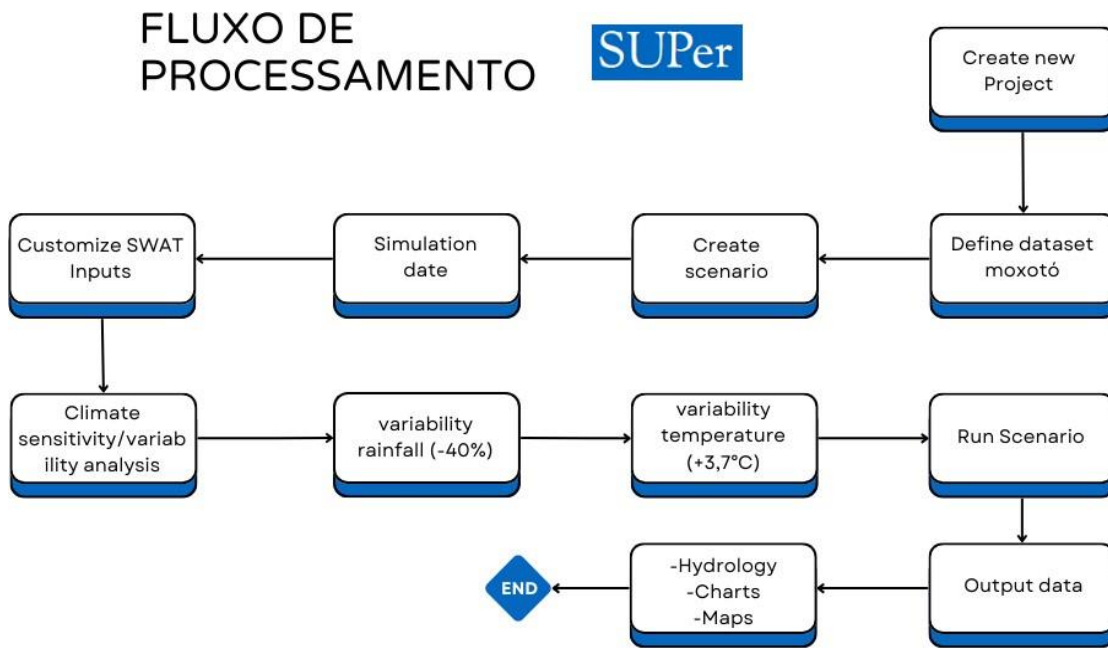 FLUXO DE
PROCESSAMENTO
SUPer
Create new
Project
Define dataset
moxotó
Create
scenario
Simulation
date
Customize SWAT
Inputs
Climate
sensitivity/variab
ility analysis
variability
rainfall (-40%)
variability
temperature
(+3,7°C)
Run Scenario
Output data
-Hydrology
-Charts
-Maps
END